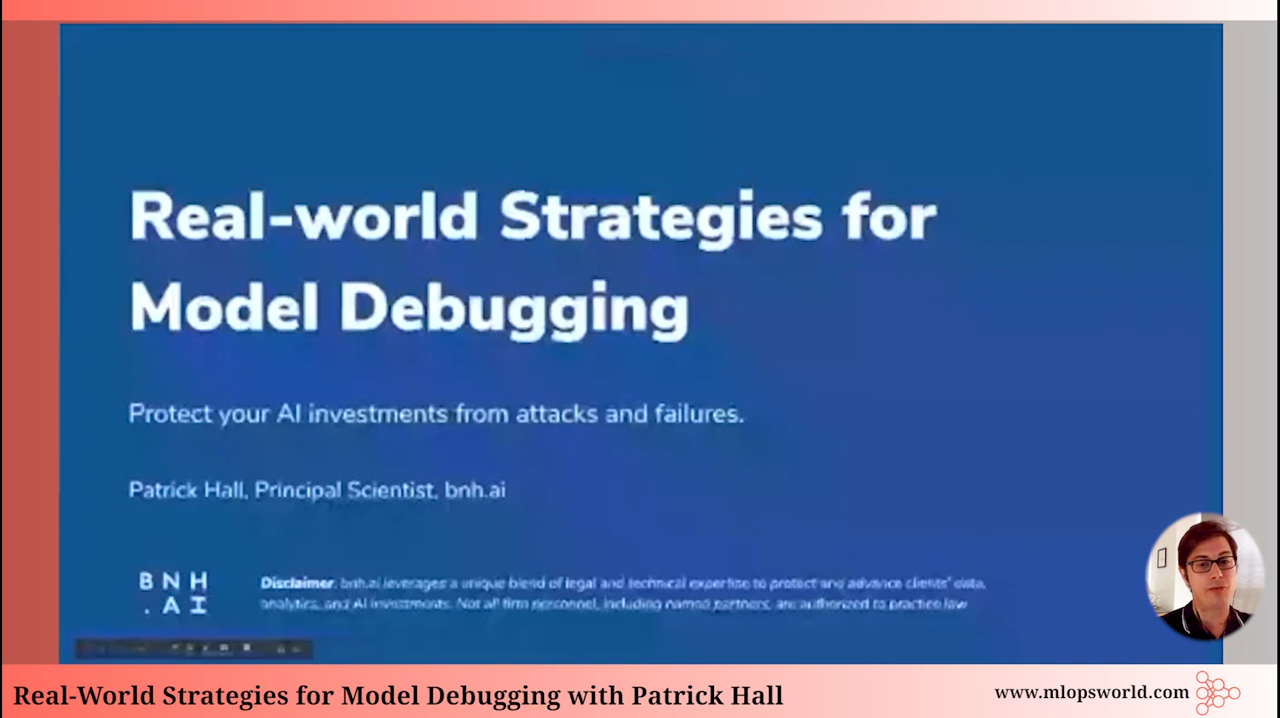 Real-world Strategies for
Model Debugging
Protect your AI investments from attacks and failures.
Patrick Hall, Principal Scientist, bnh.ai
B N H
. A I
Disclaimer: bnh.ai leverages a unique blend of legal and technical expertise to protect and advance clients' data,
analytics, and AI investments. Not all firm personnel, including named partners, are authorized to practice law
Real-World Strategies for Model Debugging with Patrick Hall
www.mlopsworld.com